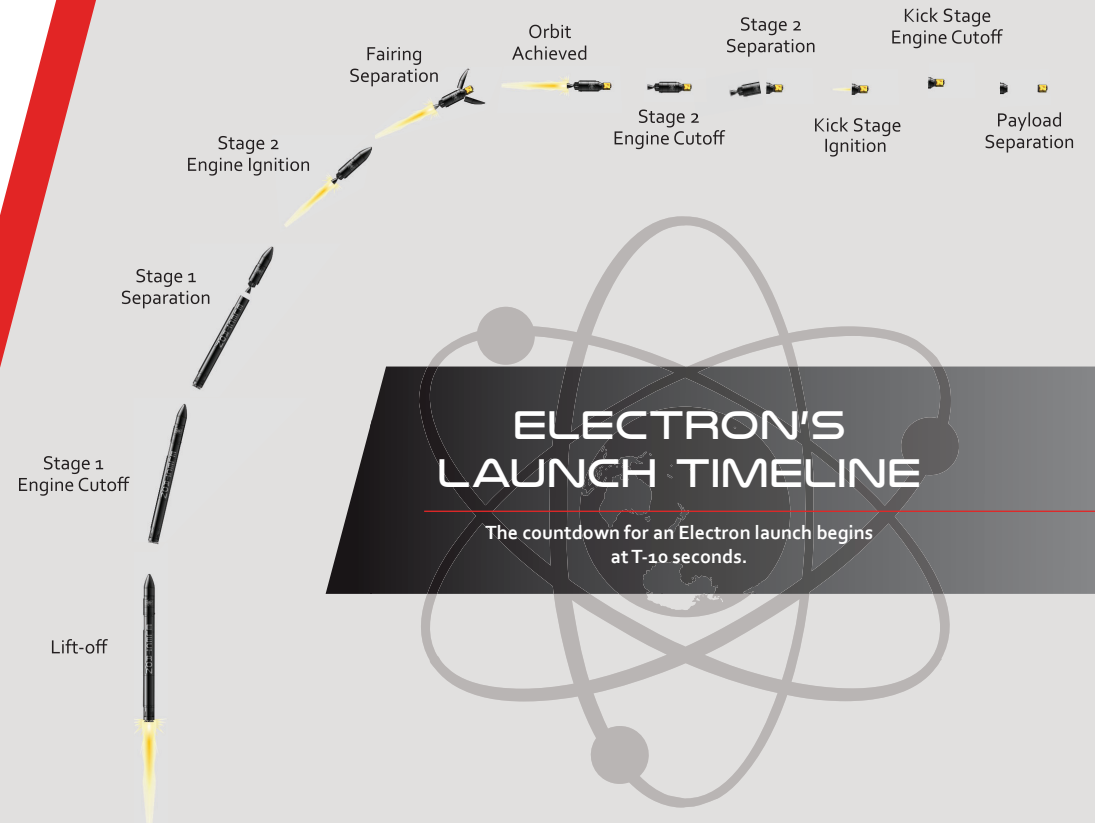 Kick Stage
Engine Cutoff
Stage 2
Separation
Orbit
Achieved
Fairing
Separation
Stage 2
Engine Cutoff
Kick Stage
Ignition
Payload
Separation
Stage 2
Engine Ignition
Stage 1
Separation
Stage 1
Engine Cutoff
Lift-off
ELECTRON'S
LAUNCH TIMELINE
The countdown for an Electron launch begins
at T-10 seconds.